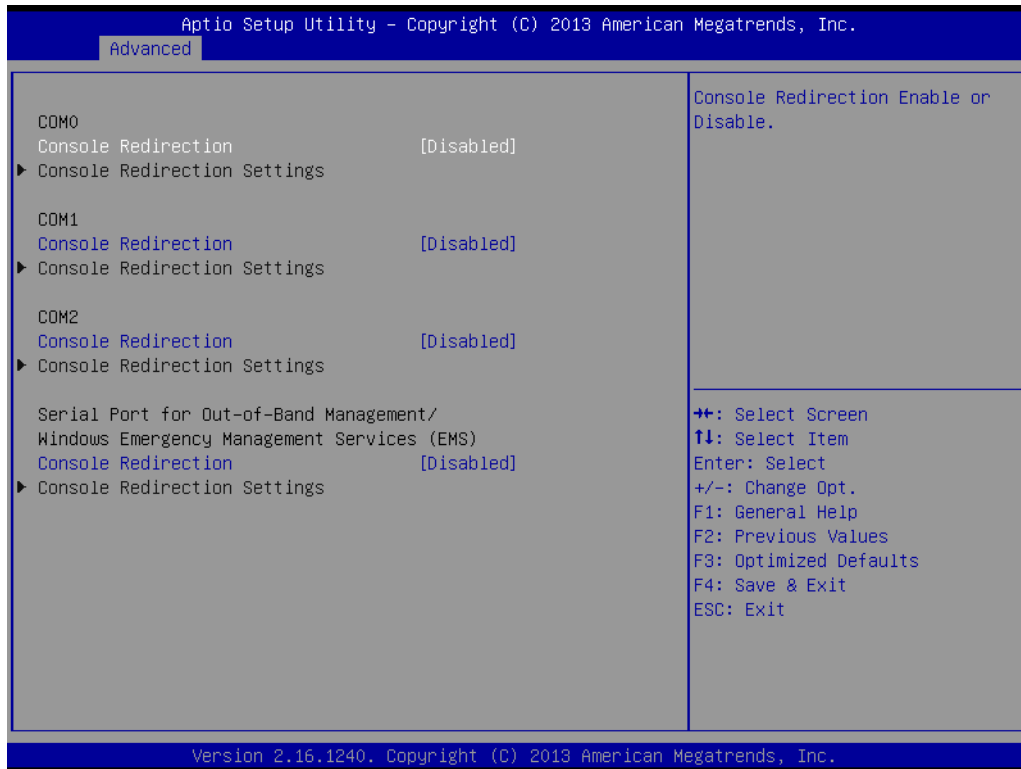 Aptio Setup Utility – Copyright (C) 2013 American Megatrends, Inc.
Advanced
COM0
Console Redirection [Disabled]
▶ Console Redirection Settings
COM1
Console Redirection [Disabled]
▶ Console Redirection Settings
COM2
Console Redirection [Disabled]
▶ Console Redirection Settings
Serial Port for Out-of-Band Management/
Windows Emergency Management Services (EMS)
Console Redirection [Disabled]
▶ Console Redirection Settings
Console Redirection Enable or
Disable.
→←: Select Screen
↑↓: Select Item
Enter: Select
+/-: Change Opt.
F1: General Help
F2: Previous Values
F3: Optimized Defaults
F4: Save & Exit
ESC: Exit
Version 2.16.1240. Copyright (C) 2013 American Megatrends, Inc.